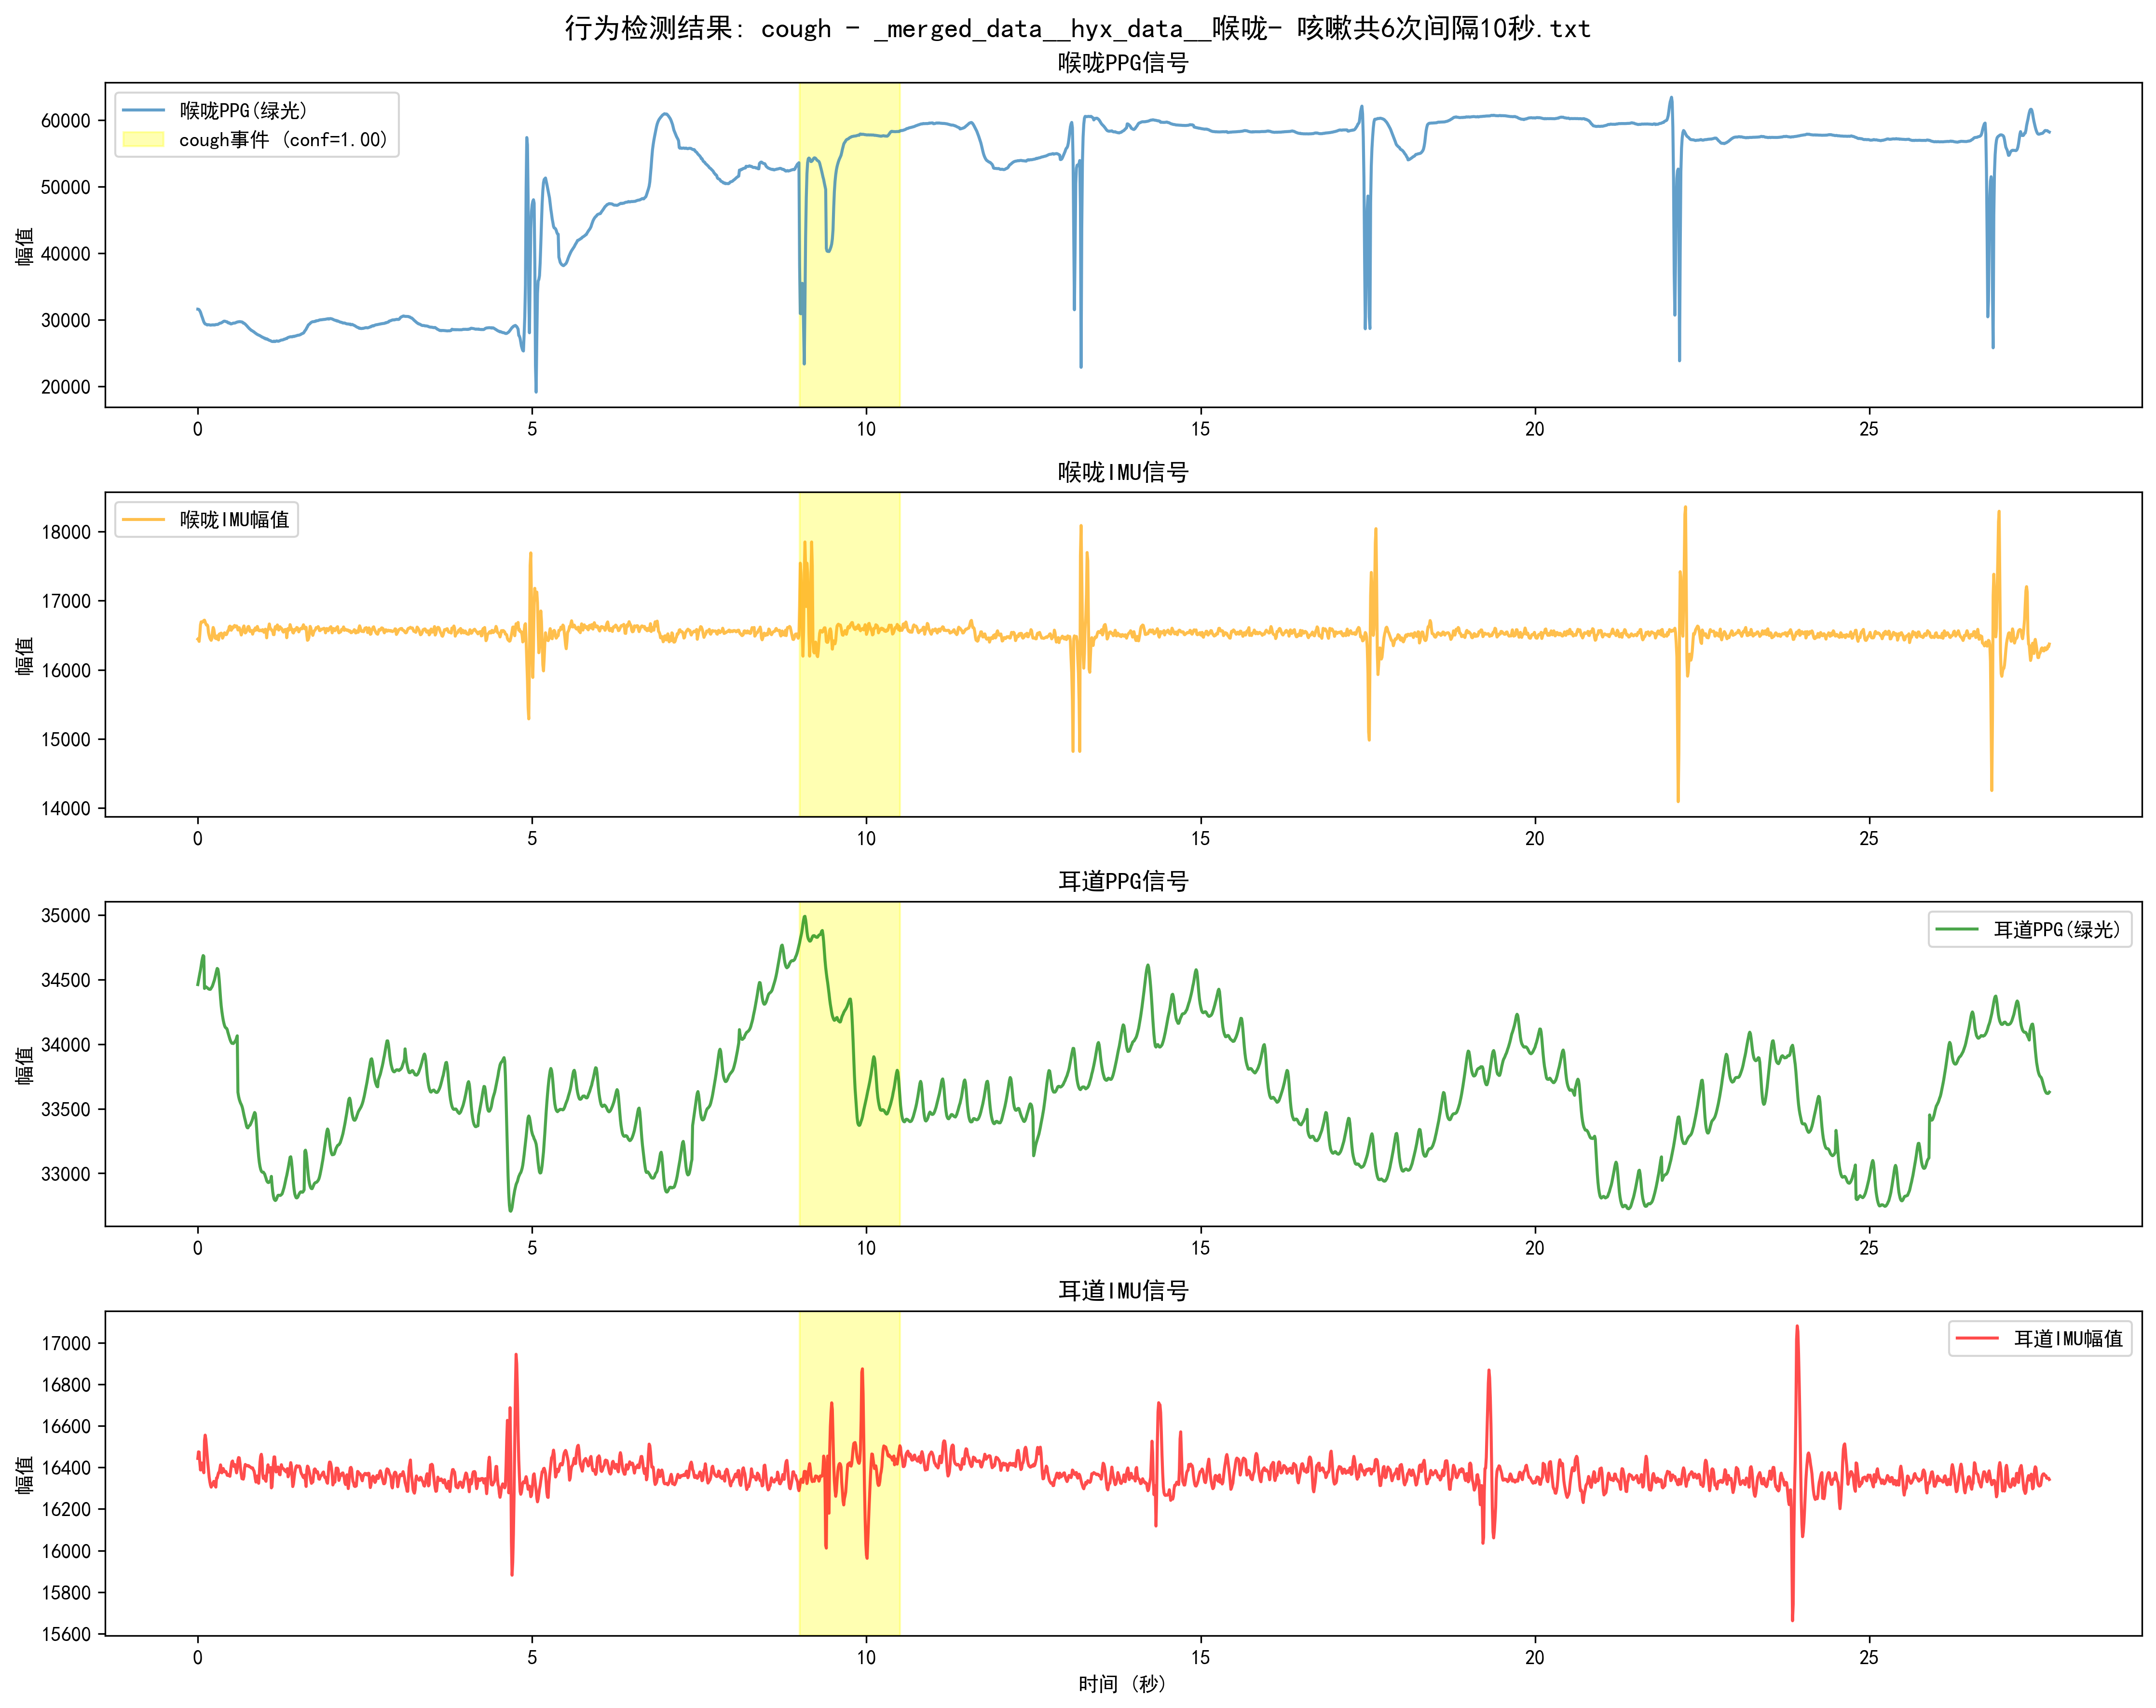 行为检测结果: cough - _merged_data__hyx_data__喉咙- 咳嗽共6次间隔10秒.txt
喉咙PPG信号
喉咙PPG(绿光)
cough事件 (conf=1.00)
幅值
60000
50000
40000
30000
20000
0 5 10 15 20 25
喉咙IMU信号
喉咙IMU幅值
幅值
18000
17000
16000
15000
14000
0 5 10 15 20 25
耳道PPG信号
耳道PPG(绿光)
幅值
35000
34500
34000
33500
33000
0 5 10 15 20 25
耳道IMU信号
耳道IMU幅值
幅值
17000
16800
16600
16400
16200
16000
15800
15600
0 5 10 15 20 25
时间 (秒)